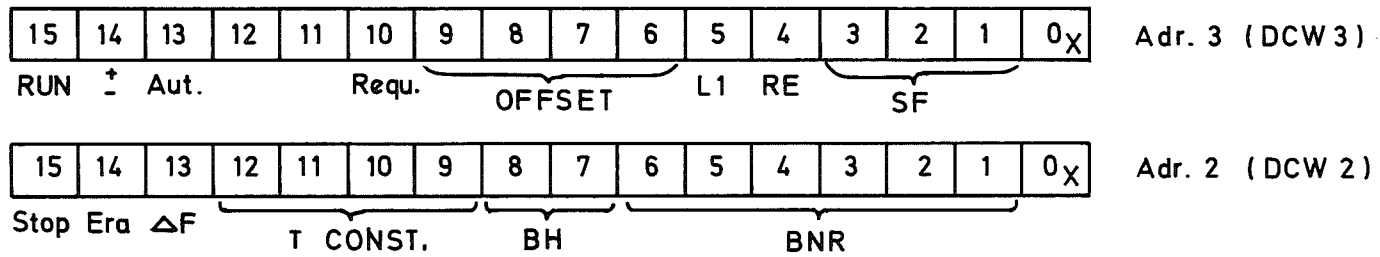 15 14 13 12 11 10 9 8 7 6 5 4 3 2 1 0X Adr. 3 (DCW3)
RUN ± Aut. Requ. OFFSET L1 RE SF
15 14 13 12 11 10 9 8 7 6 5 4 3 2 1 0X Adr. 2 (DCW 2)
Stop Era △F T CONST. BH BNR